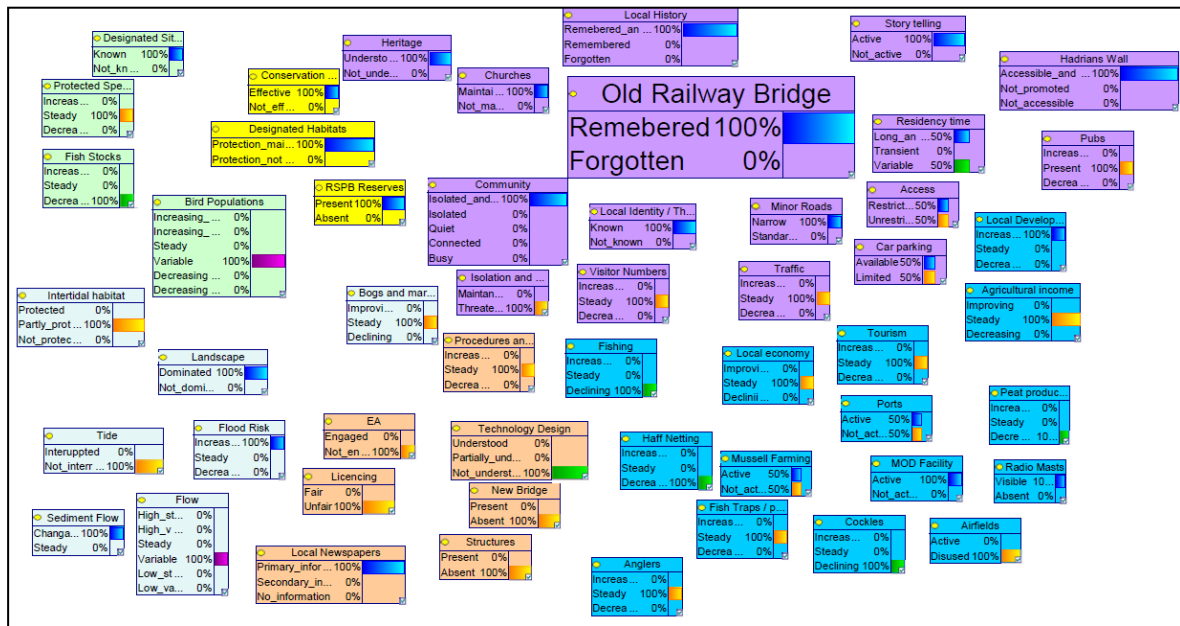 Designated Sit...
Known 100%
Not_kn ... 0%
Protected Spe...
Increas ... 0%
Steady 100%
Decrea ... 0%
Fish Stocks
Increas ... 0%
Steady 0%
Decrea ... 100%
Heritage
Understo ... 100%
Not_unde... 0%
Conservation ...
Effective 100%
Not_eff ... 0%
Churches
Maintai ... 100%
Not_ma... 0%
Designated Habitats
Protection_mai... 100%
Protection_not ... 0%
RSPB Reserves
Present 100%
Absent 0%
Local History
Remebered_an ... 100%
Remembered 0%
Forgotten 0%
Story telling
Active 100%
Not_active 0%
Hadrians Wall
Accessible_and ... 100%
Not_promoted 0%
Not_accessible 0%
Old Railway Bridge
Remebered 100%
Forgotten 0%
Residency time
Long_an ... 50%
Transient 0%
Variable 50%
Pubs
Increas... 0%
Present 100%
Decrea ... 0%
Bird Populations
Increasing_ ... 0%
Increasing_ ... 0%
Steady 0%
Variable 100%
Decreasing ... 0%
Decreasing ... 0%
Community
Isolated_and... 100%
Isolated 0%
Quiet 0%
Connected 0%
Busy 0%
Local Identity / Th...
Known 100%
Not_known 0%
Minor Roads
Narrow 100%
Standar... 0%
Access
Restrict... 50%
Unrestri... 50%
Car parking
Available 50%
Limited 50%
Local Develop...
Increas ... 100%
Steady 0%
Decrea ... 0%
Intertidal habitat
Protected 0%
Partly_prot ... 100%
Not_protec... 0%
Bogs and mar...
Improvi ... 0%
Steady 100%
Declining 0%
Isolation and ...
Maintan... 0%
Threate... 100%
Visitor Numbers
Increas... 0%
Steady 100%
Decrea ... 0%
Traffic
Increas... 0%
Steady 100%
Decrea ... 0%
Agricultural income
Improving 0%
Steady 100%
Decreasing 0%
Landscape
Dominated 100%
Not_domi... 0%
Procedures an...
Increas ... 0%
Steady 100%
Decrea ... 0%
Fishing
Increas... 0%
Steady 0%
Declining 100%
Local economy
Improvi... 0%
Steady 100%
Declinii ... 0%
Tourism
Increas... 0%
Steady 100%
Decrea ... 0%
Peat produc...
Increa ... 0%
Steady 0%
Decre ... 10...
Tide
Interuppted 0%
Not_interr ... 100%
Flood Risk
Increas ... 100%
Steady 0%
Decrea ... 0%
EA
Engaged 0%
Not_en ... 100%
Technology Design
Understood 0%
Partially_und... 0%
Not_underst... 100%
Haff Netting
Increas... 0%
Steady 0%
Decrea ... 100%
Ports
Active 50%
Not_act... 50%
Mussell Farming
Active 50%
Not_act... 50%
MOD Facility
Active 100%
Not_act... 0%
Radio Masts
Visible 10...
Absent 0%
Licencing
Fair 0%
Unfair 100%
New Bridge
Present 0%
Absent 100%
Sediment Flow
Changa... 100%
Steady 0%
Flow
High_st... 0%
High_v ... 0%
Steady 0%
Variable 100%
Low_st ... 0%
Low_va... 0%
Local Newspapers
Primary_infor ... 100%
Secondary_in... 0%
No_information 0%
Structures
Present 0%
Absent 100%
Fish Traps / p...
Increas... 0%
Steady 100%
Decrea ... 0%
Cockles
Increas... 0%
Steady 0%
Declining 100%
Airfields
Active 0%
Disused 100%
Anglers
Increas... 0%
Steady 100%
Decrea ... 0%